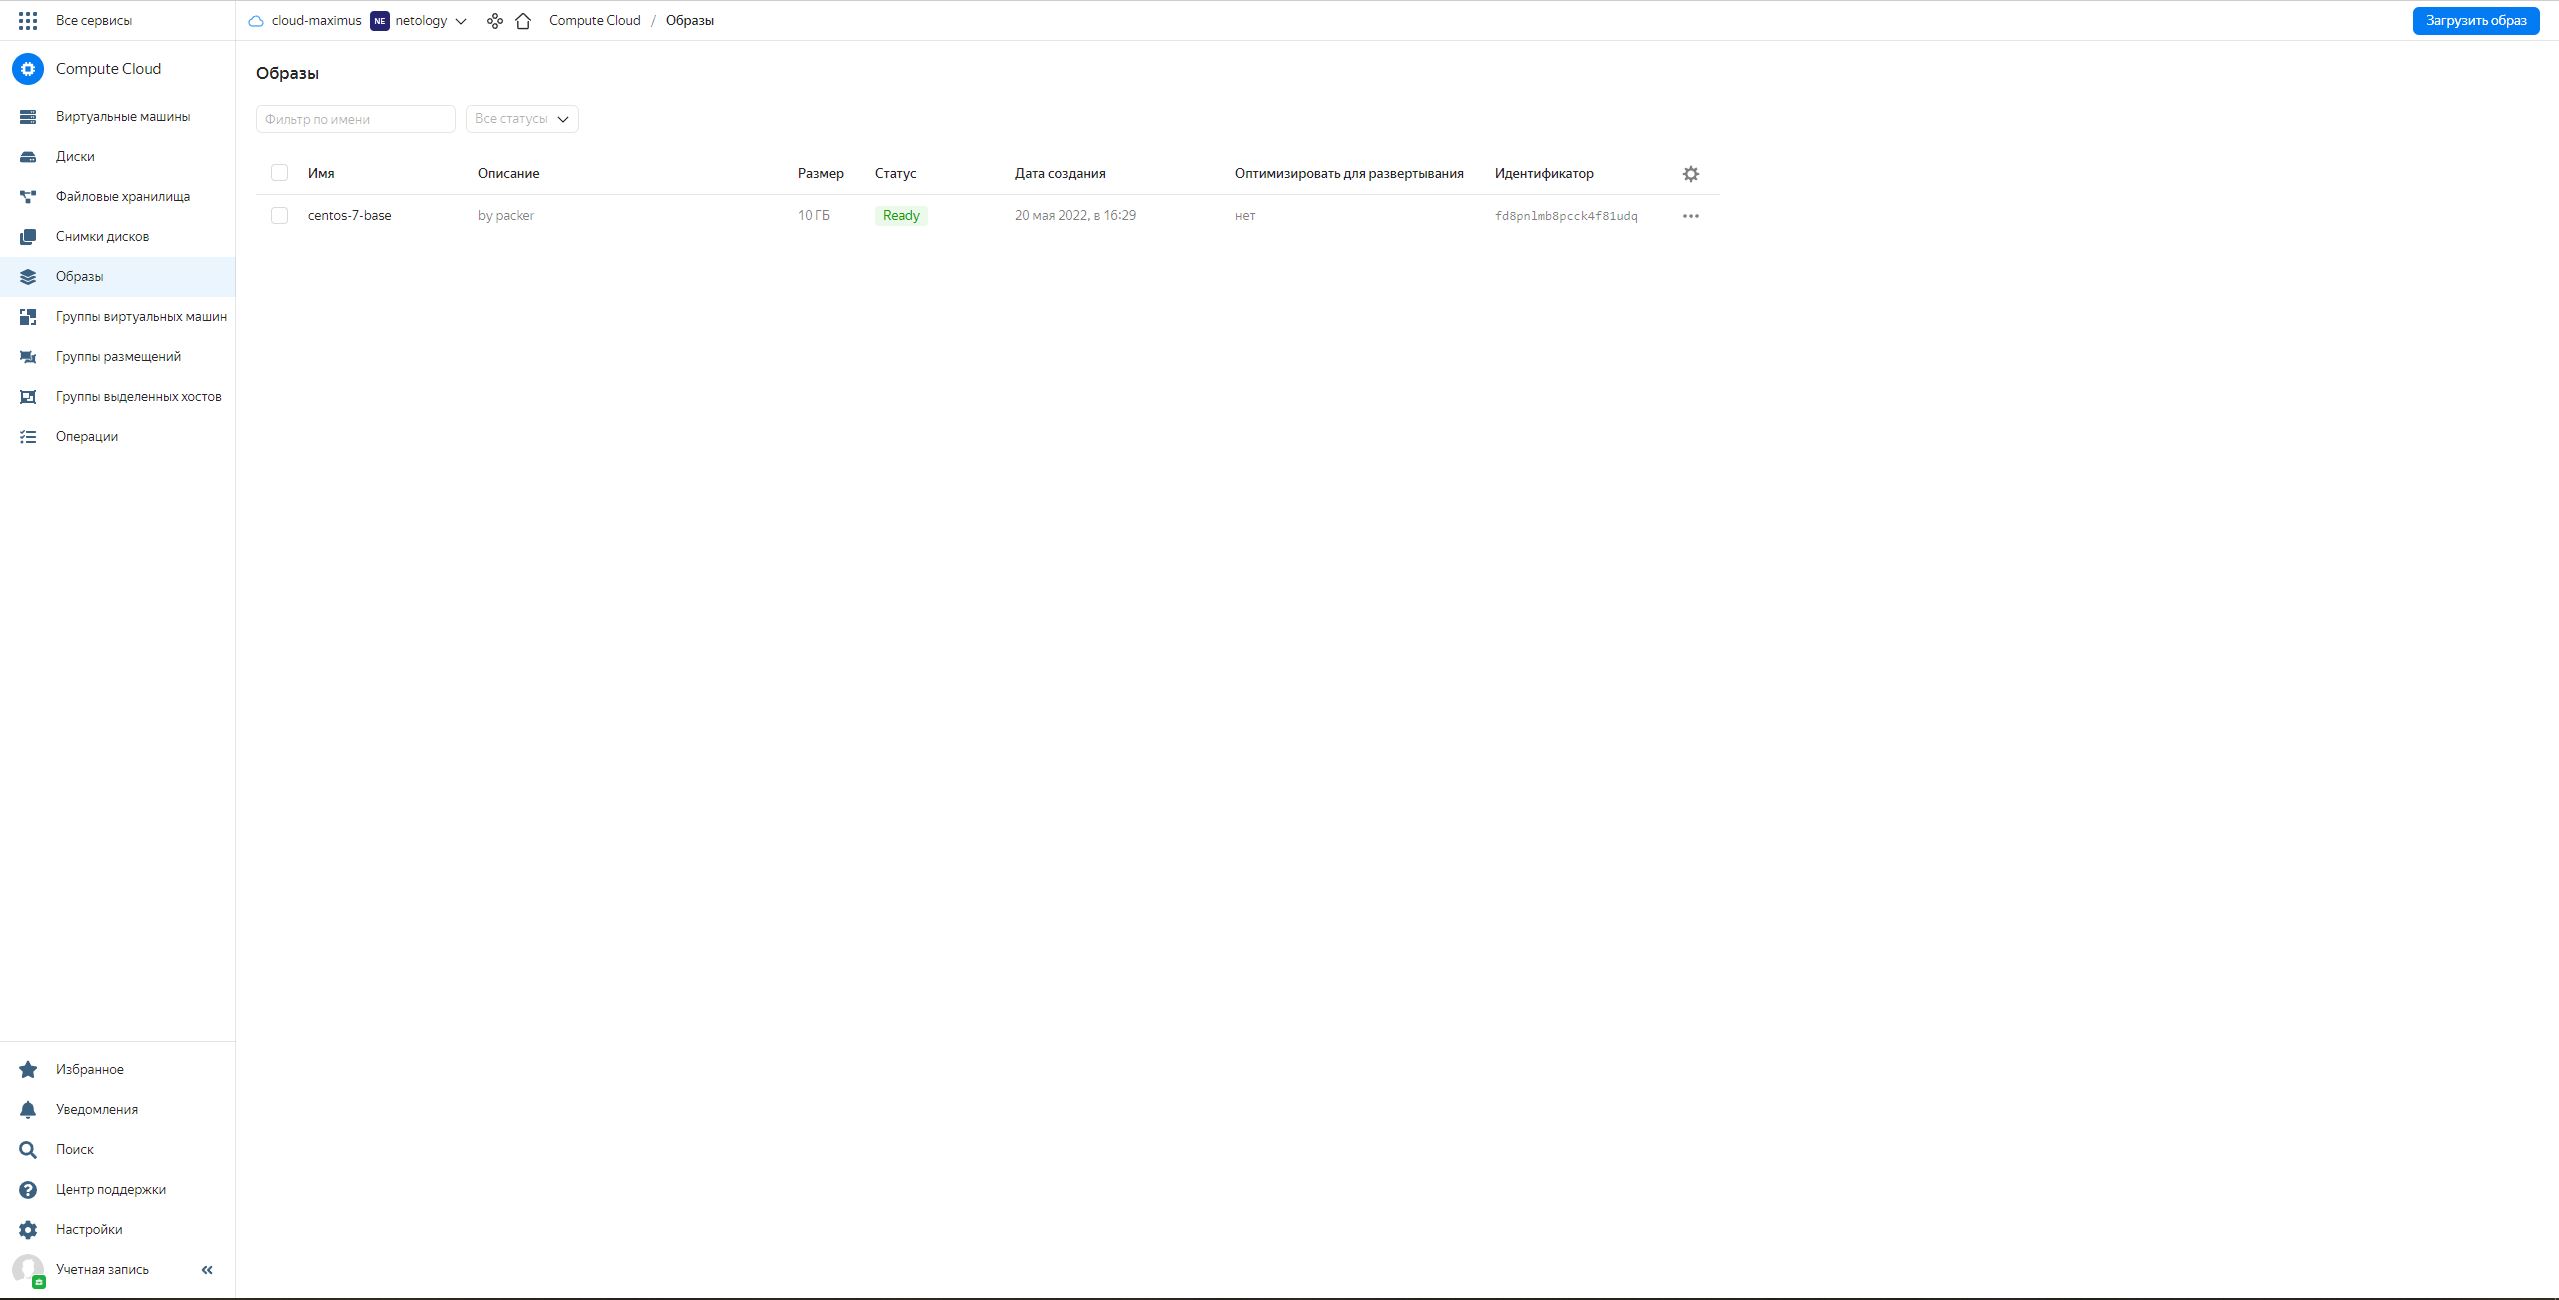 Все сервисы
cloud-maximus NE netology Compute Cloud / Образы
Загрузить образ
Compute Cloud
Виртуальные машины
Диски
Файловые хранилища
Снимки дисков
Образы
Группы виртуальных машин
Группы размещений
Группы выделенных хостов
Операции
Избранное
Уведомления
Поиск
Центр поддержки
Настройки
Учетная запись
Образы
Фильтр по имени Все статусы
Имя Описание Размер Статус Дата создания Оптимизировать для развертывания Идентификатор
centos-7-base by packer 10 ГБ Ready 20 мая 2022, в 16:29 нет fd8pnlmb8pcck4f81udq